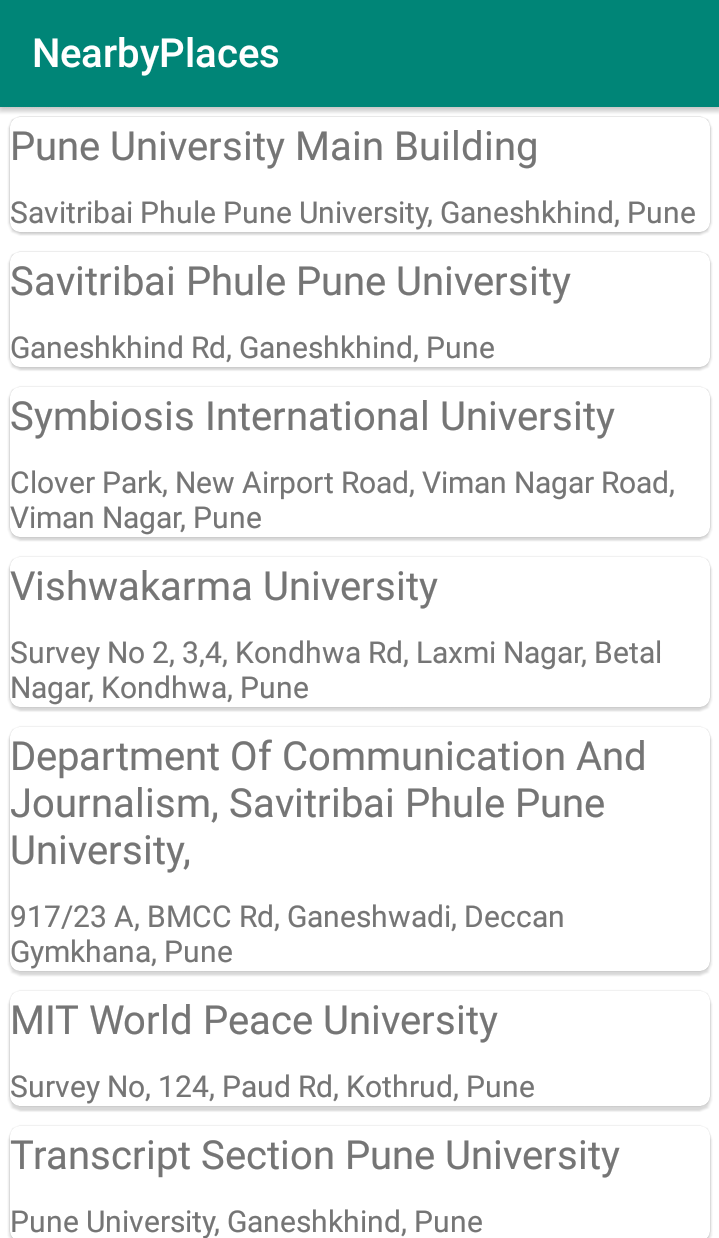 NearbyPlaces
Pune University Main Building
Savitribai Phule Pune University, Ganeshkhind, Pune
Savitribai Phule Pune University
Ganeshkhind Rd, Ganeshkhind, Pune
Symbiosis International University
Clover Park, New Airport Road, Viman Nagar Road,
Viman Nagar, Pune
Vishwakarma University
Survey No 2, 3,4, Kondhwa Rd, Laxmi Nagar, Betal
Nagar, Kondhwa, Pune
Department Of Communication And
Journalism, Savitribai Phule Pune
University,
917/23 A, BMCC Rd, Ganeshwadi, Deccan
Gymkhana, Pune
MIT World Peace University
Survey No, 124, Paud Rd, Kothrud, Pune
Transcript Section Pune University
Pune University, Ganeshkhind, Pune